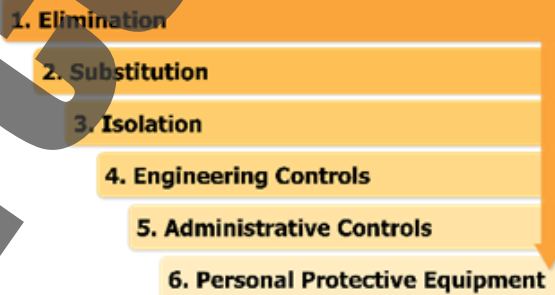 1. Elimination
2. Substitution
3. Isolation
4. Engineering Controls
5. Administrative Controls
6. Personal Protective Equipment